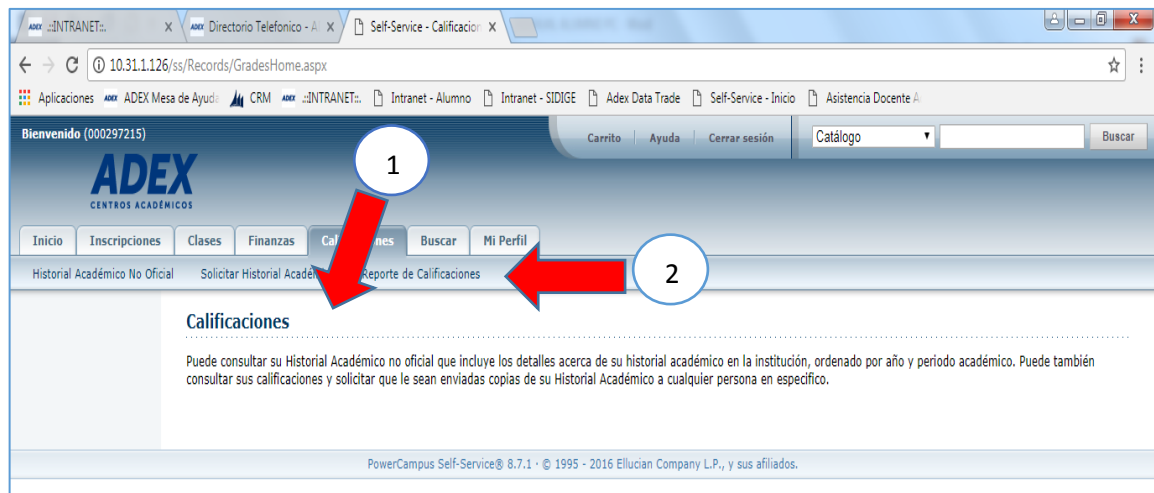 ADEX .::INTRANET::.
ADEX Directorio Telefonico - A
Self-Service - Calificacion
10.31.1.126/ss/Records/GradesHome.aspx
Aplicaciones ADEX ADEX Mesa de Ayuda CRM ADEX .::INTRANET::. Intranet - Alumno Intranet - SIDIGE Adex Data Trade Self-Service - Inicio Asistencia Docente A
Bienvenido (000297215)
Carrito Ayuda Cerrar sesión Catálogo Buscar
ADEX
CENTROS ACADÉMICOS
1
Inicio Inscripciones Clases Finanzas Buscar Mi Perfil
Historial Académico No Oficial Solicitar Historial Reporte de Calificaciones
2
Calificaciones
Puede consultar su Historial Académico no oficial que incluye los detalles acerca de su historial académico en la institución, ordenado por año y periodo académico. Puede también
consultar sus calificaciones y solicitar que le sean enviadas copias de su Historial Académico a cualquier persona en especifico.
PowerCampus Self-Service® 8.7.1 · © 1995 - 2016 Ellucian Company L.P., y sus afiliados.